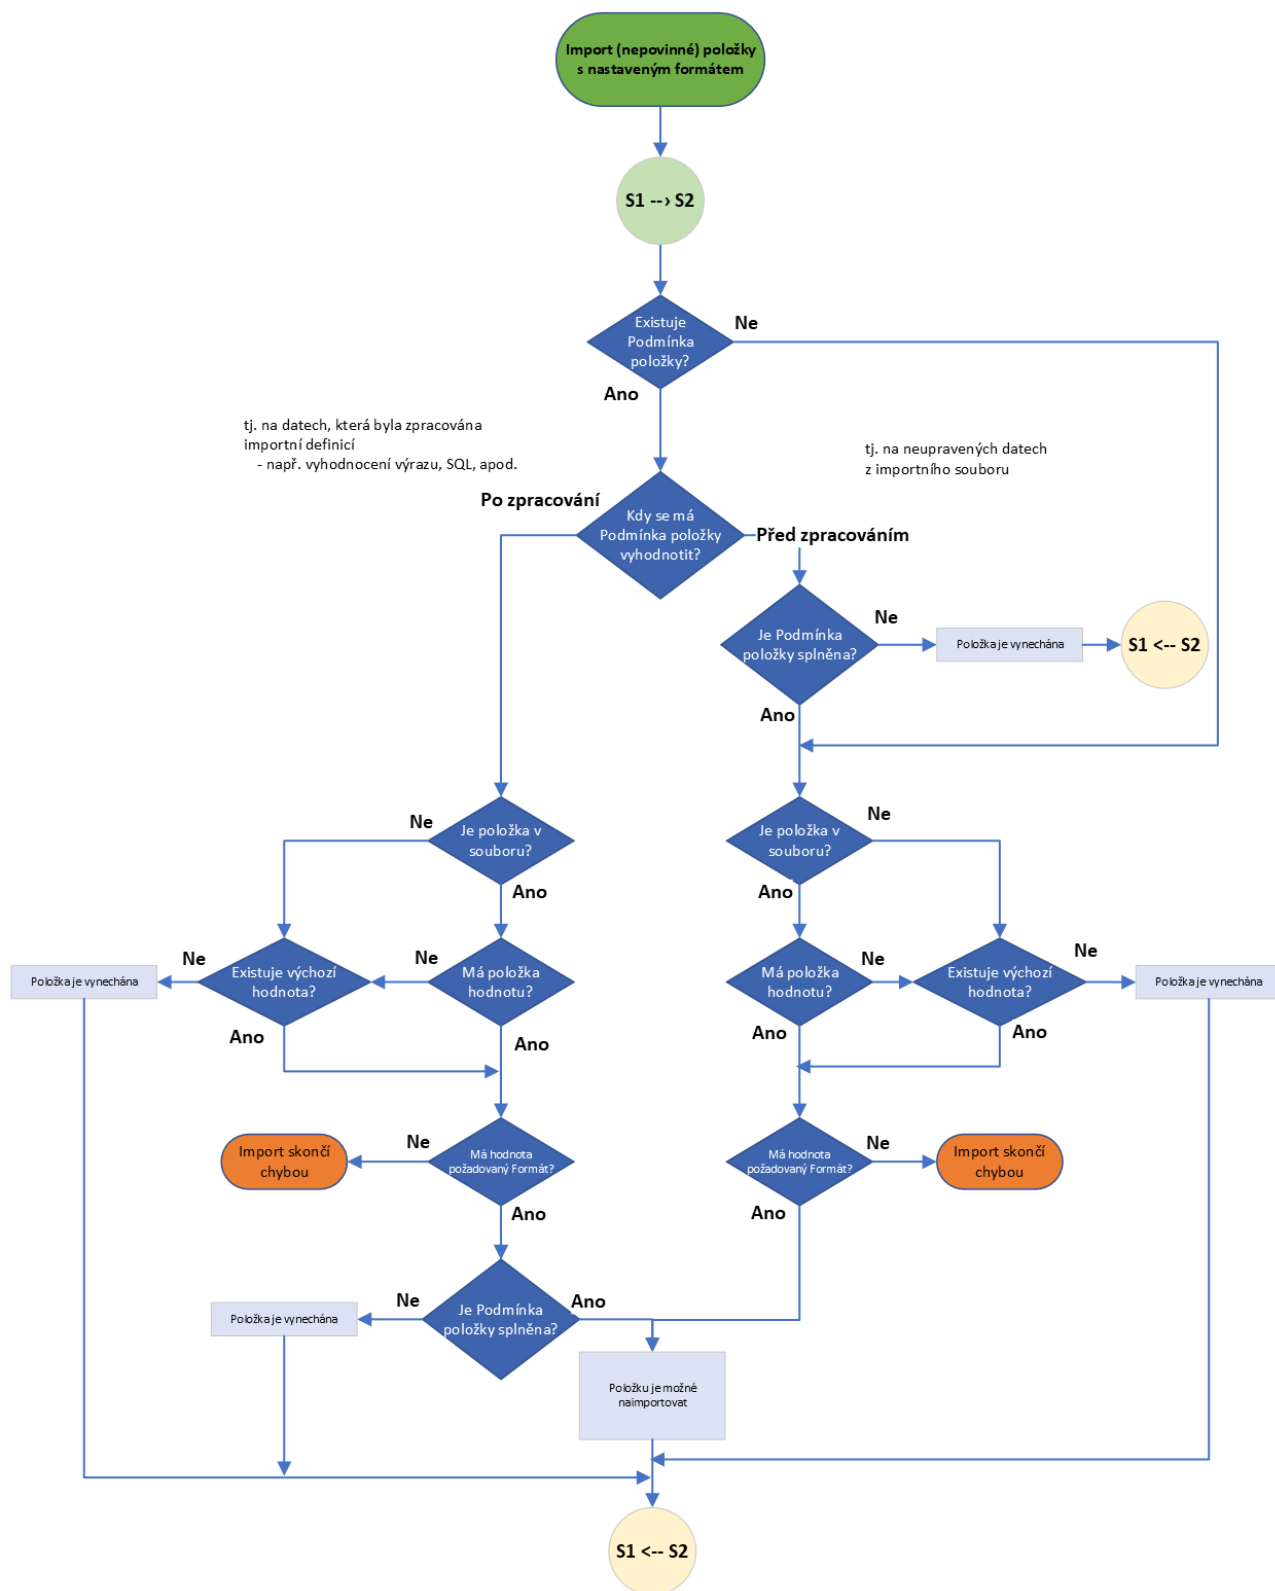 Import (nepovinné) položky
s nastaveným formátem
S1 --› S2
Existuje
Podmínka
položky?
Ne
Ano
tj. na datech, která byla zpracována
importní definicí
- např. vyhodnocení výrazu, SQL, apod.
tj. na neupravených datech
z importního souboru
Po zpracování
Kdy se má
Podmínka položky
vyhodnotit?
Před zpracováním
Je Podmínka
položky splněna?
Ne
Položka je vynechána
S1 <-- S2
Ano
Ne
Je položka v
souboru?
Ano
Je položka v
souboru?
Ne
Ano
Položka je vynechána
Ne
Existuje výchozí
hodnota?
Ne
Má položka
hodnotu?
Ano
Ano
Má položka
hodnotu?
Ne
Existuje výchozí
hodnota?
Ne
Položka je vynechána
Ano
Ano
Import skončí
chybou
Ne
Má hodnota
požadovaný Formát?
Ano
Má hodnota
požadovaný Formát?
Ne
Import skončí
chybou
Ano
Položka je vynechána
Ne
Je Podmínka
položky splněna?
Ano
Položku je možné
naimportovat
S1 <-- S2